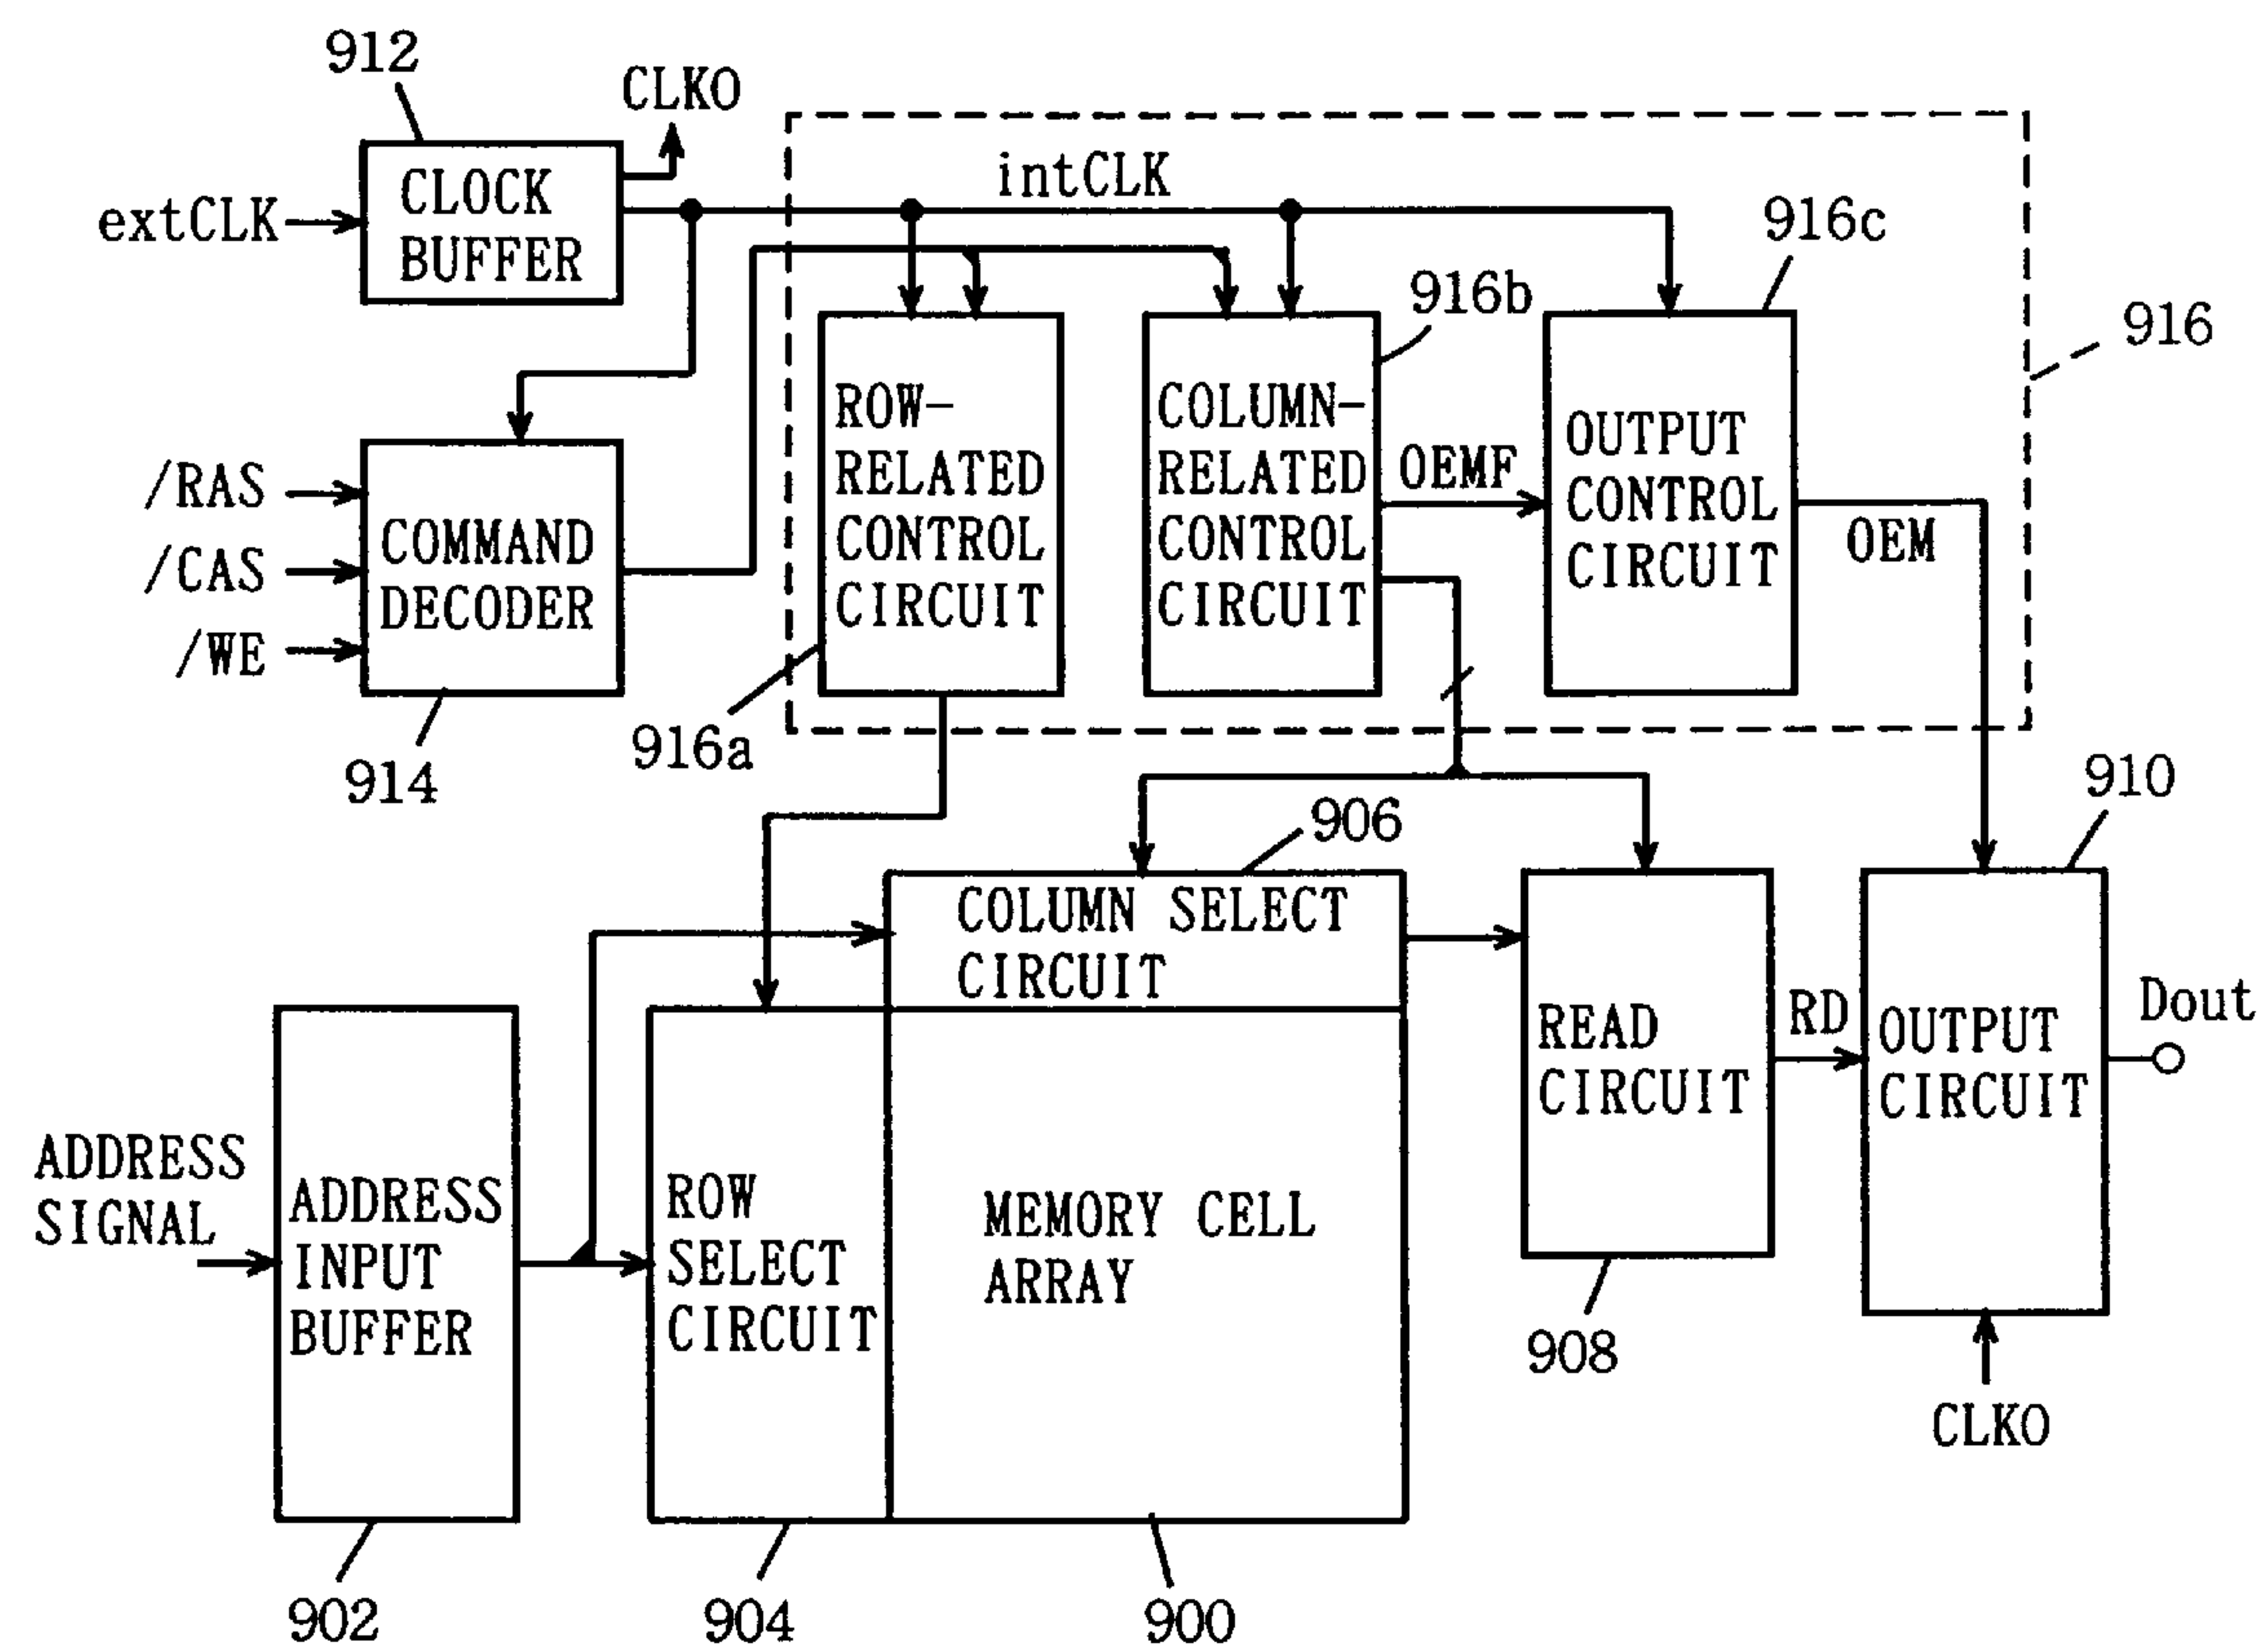 912
CLKO
CLOCK
BUFFER
extCLK
intCLK
916c
916b
916
/RAS
/CAS
/WE
COMMAND
DECODER
914
ROW-
RELATED
CONTROL
CIRCUIT
916a
COLUMN-
RELATED
CONTROL
CIRCUIT
OEMF
OUTPUT
CONTROL
CIRCUIT
OEM
910
906
COLUMN SELECT
CIRCUIT
READ
CIRCUIT
RD
OUTPUT
CIRCUIT
Dout
ADDRESS
SIGNAL
ADDRESS
INPUT
BUFFER
ROW
SELECT
CIRCUIT
MEMORY CELL
ARRAY
908
CLKO
902
904
900